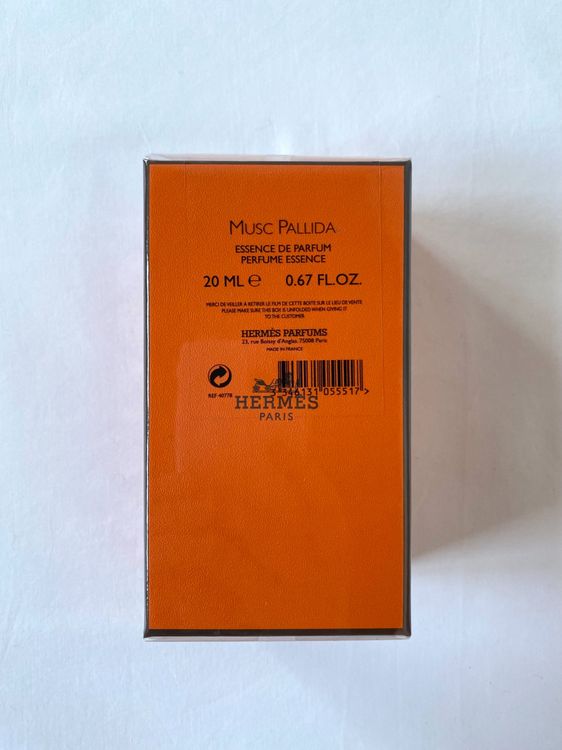 MUSC PALLIDA
ESSENCE DE PARFUM
PERFUME ESSENCE
20 ML e 0.67 FL.OZ.
MERCI DE VEILLER À RETIRER LE FILM DE CETTE BOITE SUR LE LIEU DE VENTE.
PLEASE MAKE SURE THIS BOX IS UNFOLDED WHEN GIVING IT
TO THE CUSTOMER.
HERMÈS PARFUMS
23, rue Boissy d'Anglas, 75008 Paris
MADE IN FRANCE
3 346131 055517 >
REF 40778
HERMÈS
PARIS